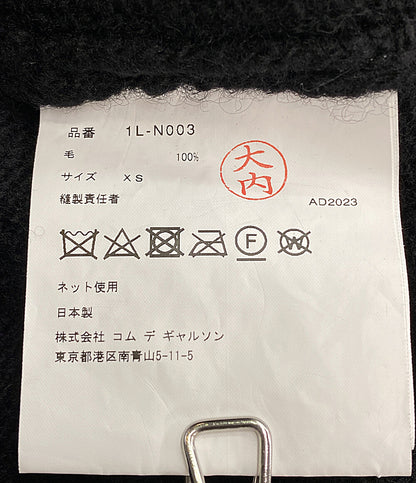 品番 1L-N003
毛 100%
サイズ XS
縫製責任者 大内 AD2023
F W
ネット使用
日本製
株式会社 コム デ ギャルソン
東京都港区南青山5-11-5